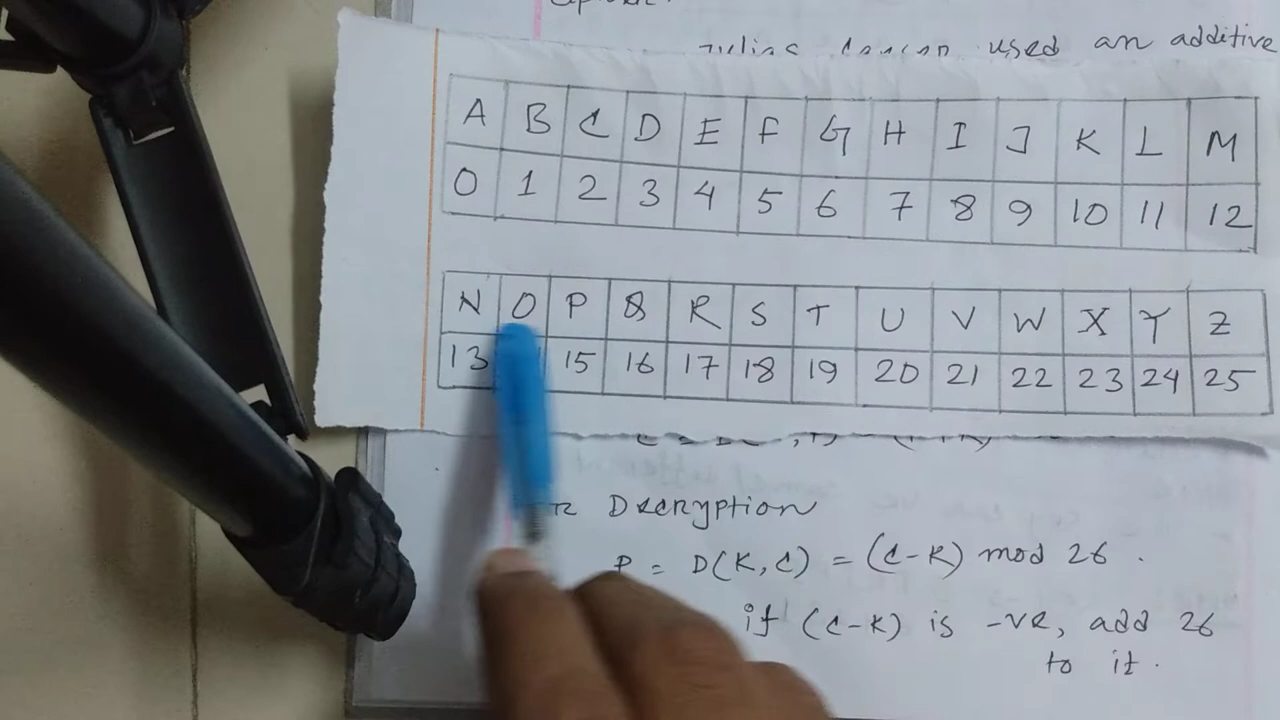 used an additive
A B C D E F G H I J K L M
0 1 2 3 4 5 6 7 8 9 10 11 12
N O P Q R S T U V W X Y Z
13 15 16 17 18 19 20 21 22 23 24 25
Decryption
P = D(K, C) = (C-K) mod 26.
if (C-K) is -ve, add 26
to it.